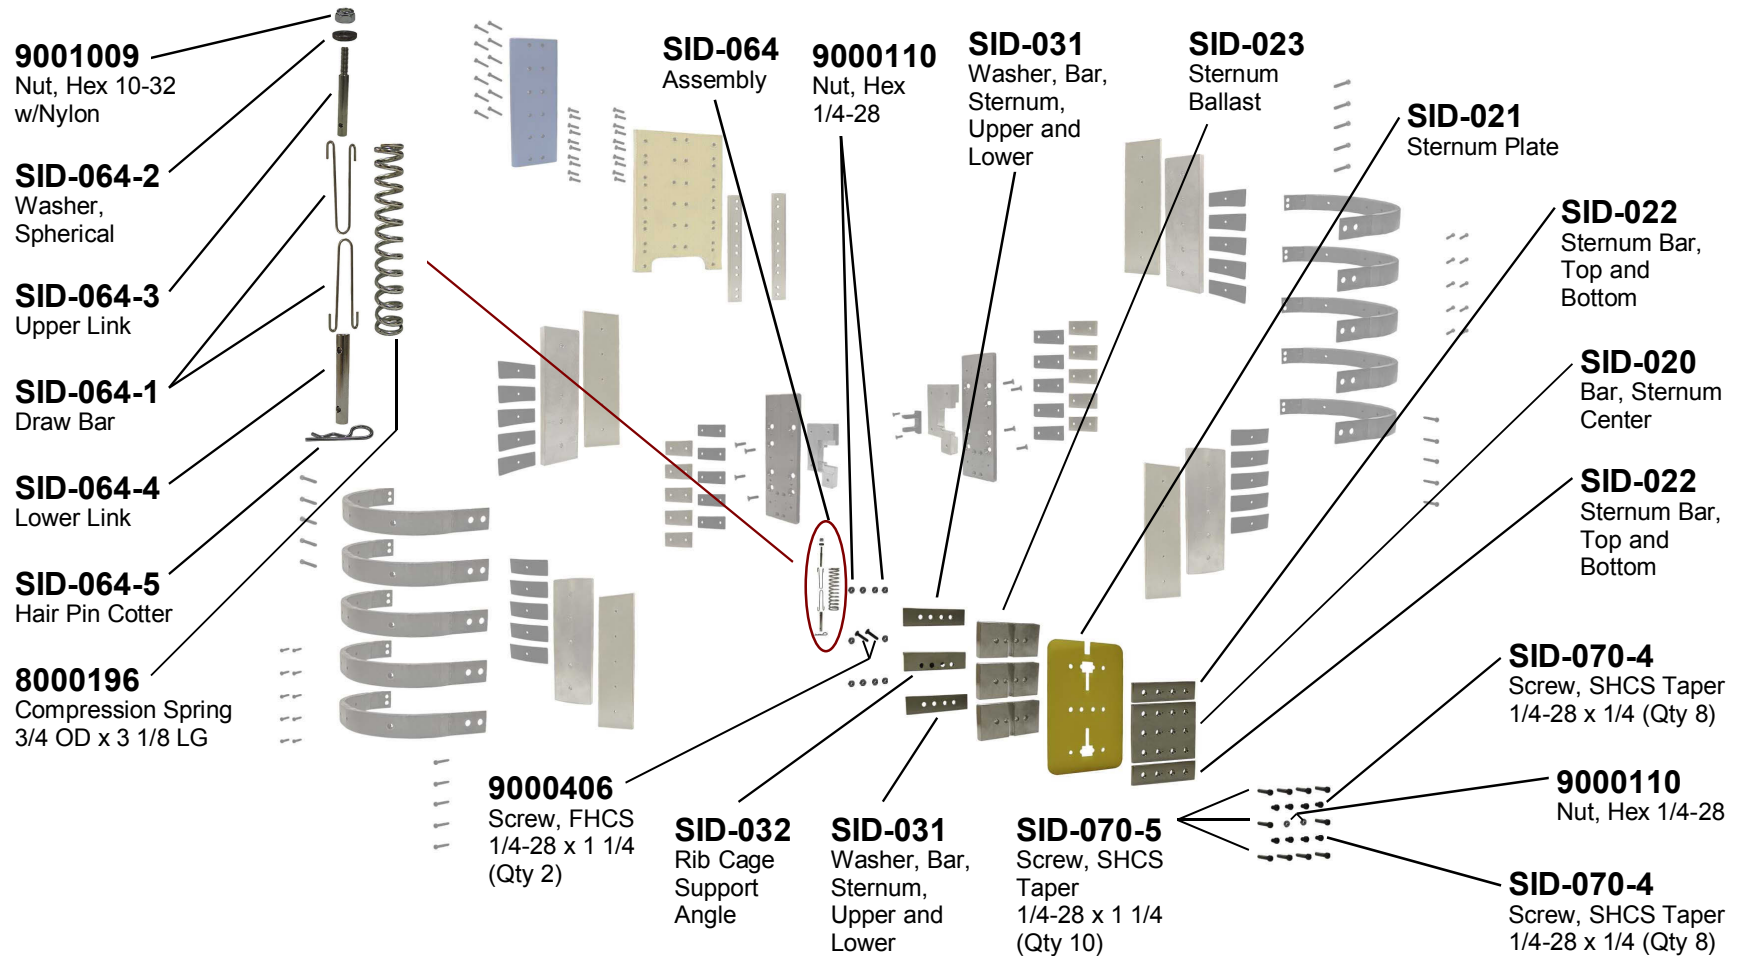 9001009
Nut, Hex 10-32
w/Nylon
SID-064-2
Washer,
Spherical
SID-064-3
Upper Link
SID-064-1
Draw Bar
SID-064-4
Lower Link
SID-064-5
Hair Pin Cotter
8000196
Compression Spring
3/4 OD x 3 1/8 LG
SID-064
Assembly
9000110
Nut, Hex
1/4-28
SID-031
Washer, Bar,
Sternum,
Upper and
Lower
SID-023
Sternum
Ballast
SID-021
Sternum Plate
SID-022
Sternum Bar,
Top and
Bottom
SID-020
Bar, Sternum
Center
SID-022
Sternum Bar,
Top and
Bottom
SID-070-4
Screw, SHCS Taper
1/4-28 x 1/4 (Qty 8)
9000110
Nut, Hex 1/4-28
SID-070-4
Screw, SHCS Taper
1/4-28 x 1/4 (Qty 8)
9000406
Screw, FHCS
1/4-28 x 1 1/4
(Qty 2)
SID-032
Rib Cage
Support
Angle
SID-031
Washer, Bar,
Sternum,
Upper and
Lower
SID-070-5
Screw, SHCS
Taper
1/4-28 x 1 1/4
(Qty 10)